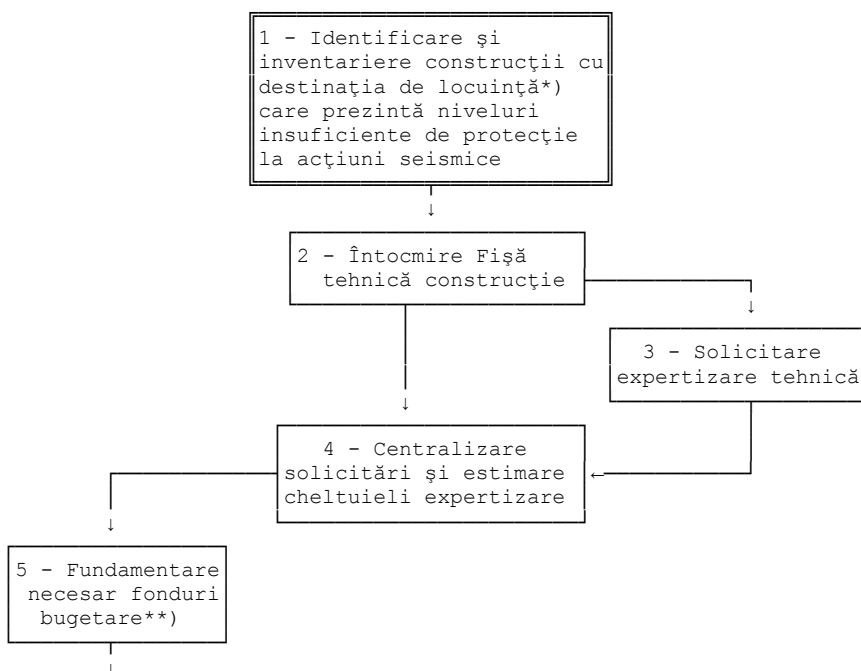 1 - Identificare şi
inventariere construcţii cu
destinaţia de locuinţă*)
care prezintă niveluri
insuficiente de protecţie
la acţiuni seismice
2 - Întocmire Fişă
tehnică construcţie
3 - Solicitare
expertizare tehnică
4 - Centralizare
solicitări şi estimare
cheltuieli expertizare
5 - Fundamentare
necesar fonduri
bugetare**)